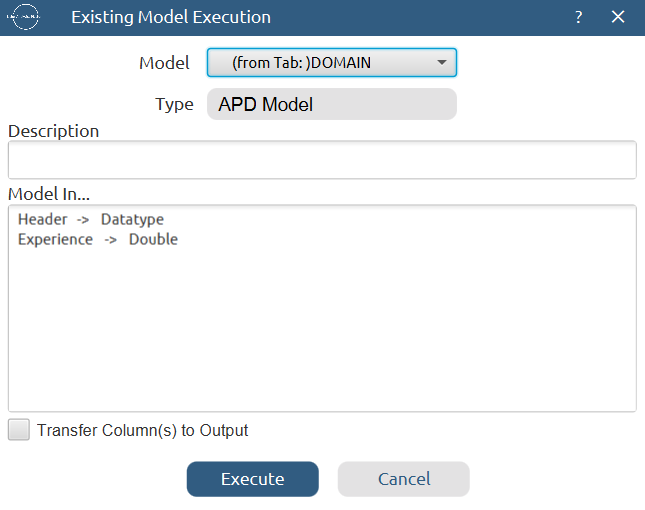 Existing Model Execution ?
Model (from Tab: )DOMAIN
Type APD Model
Description
Model In...
Header -> Datatype
Experience -> Double
Transfer Column(s) to Output
Execute Cancel